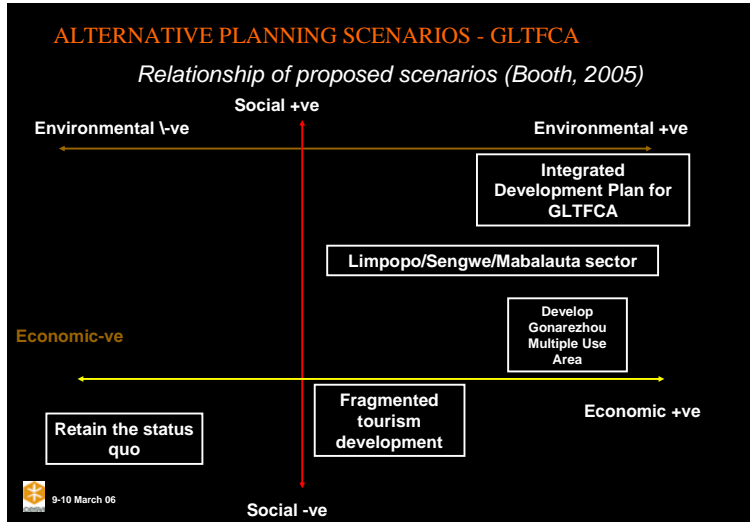 ALTERNATIVE PLANNING SCENARIOS - GLTFCA
Relationship of proposed scenarios (Booth, 2005)
Social +ve
Environmental \-ve
Environmental +ve
Integrated
Development Plan for
GLTFCA
Limpopo/Sengwe/Mabalauta sector
Develop
Gonarezhou
Multiple Use
Area
Economic-ve
Economic +ve
Fragmented
tourism
development
Retain the status
quo
9-10 March 06
Social -ve